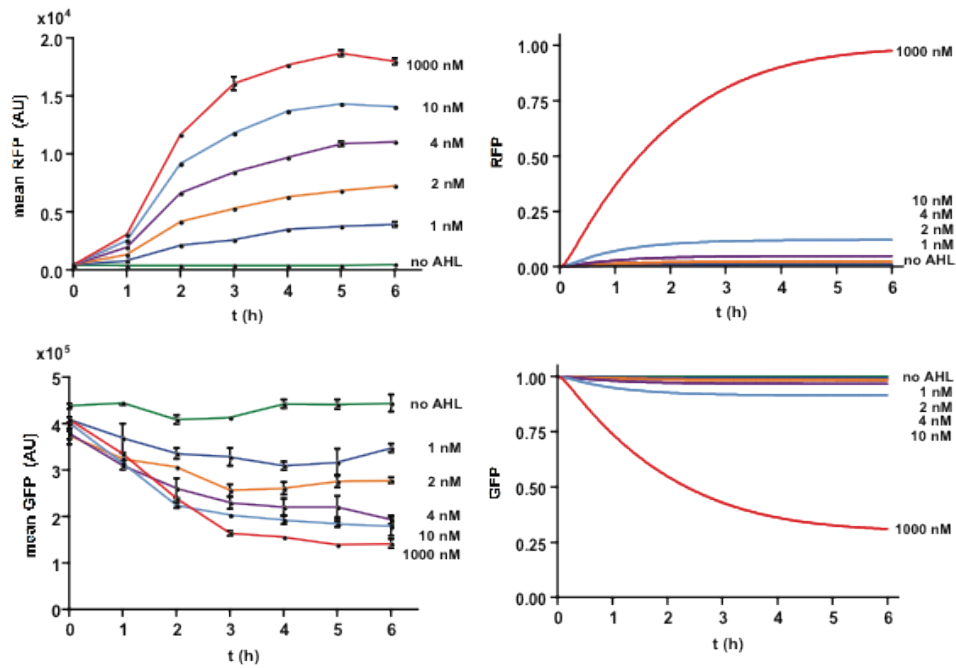 x10⁴
2.0
1.5
1.0
0.5
0.0
mean RFP (AU)
1000 nM
10 nM
4 nM
2 nM
1 nM
no AHL
0 1 2 3 4 5 6
t (h)
1.00
0.75
0.50
0.25
0.00
RFP
1000 nM
10 nM
4 nM
2 nM
1 nM
no AHL
0 1 2 3 4 5 6
t (h)
x10⁵
5
4
3
2
1
0
mean GFP (AU)
no AHL
1 nM
2 nM
4 nM
10 nM
1000 nM
0 1 2 3 4 5 6
t (h)
1.00
0.75
0.50
0.25
0.00
GFP
no AHL
1 nM
2 nM
4 nM
10 nM
1000 nM
0 1 2 3 4 5 6
t (h)